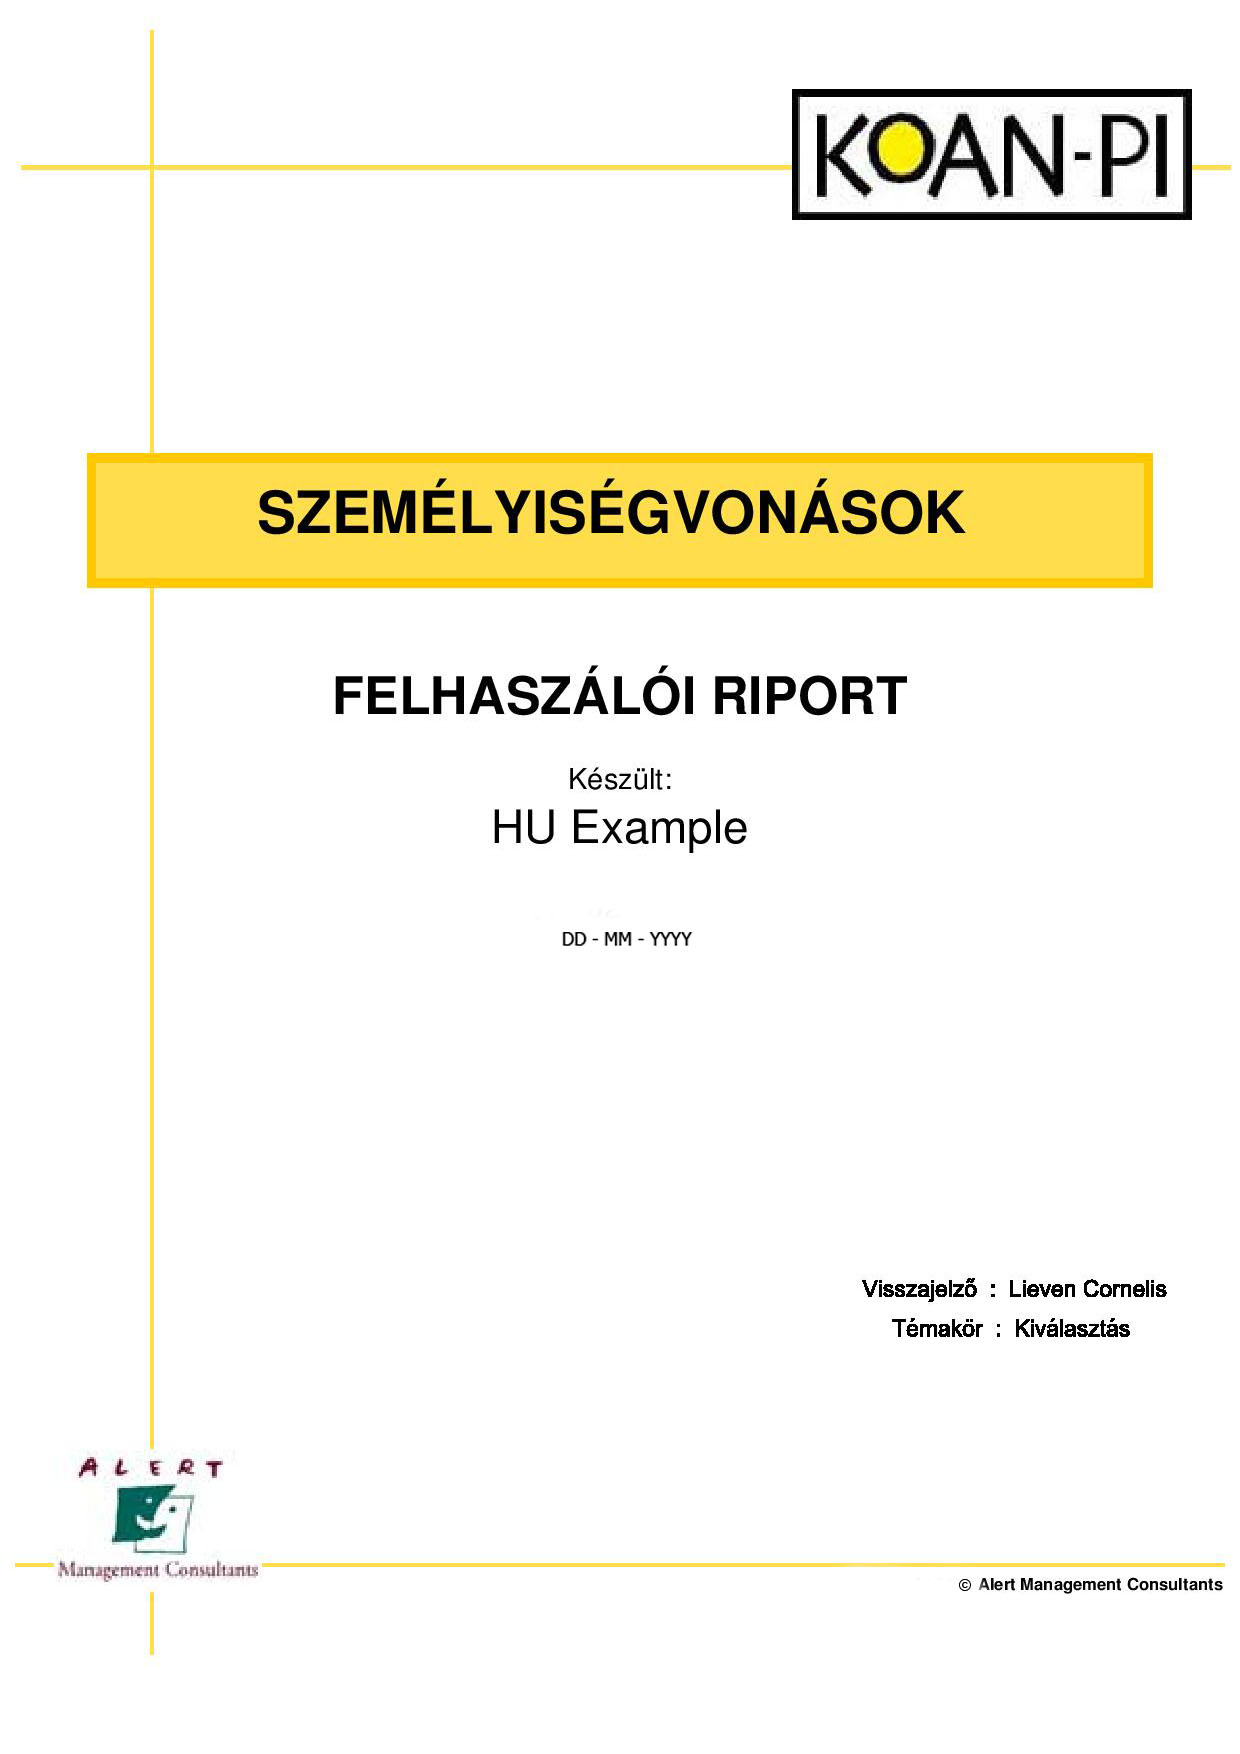 KOAN-PI
SZEMÉLYISÉGVONÁSOK
FELHASZÁLÓI RIPORT
Készült:
HU Example
DD - MM - YYYY
Visszajelző : Lieven Cornelis
Témakör : Kiválasztás
ALERT
Management Consultants
© Alert Management Consultants